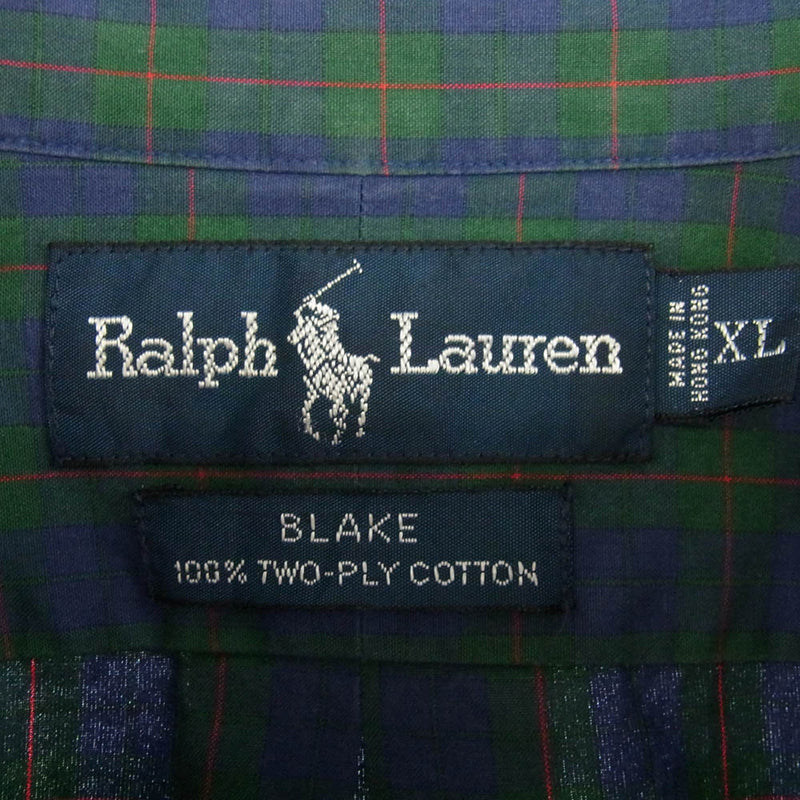 Ralph Lauren
MADE IN
HONG KONG
XL
BLAKE
100% TWO-PLY COTTON